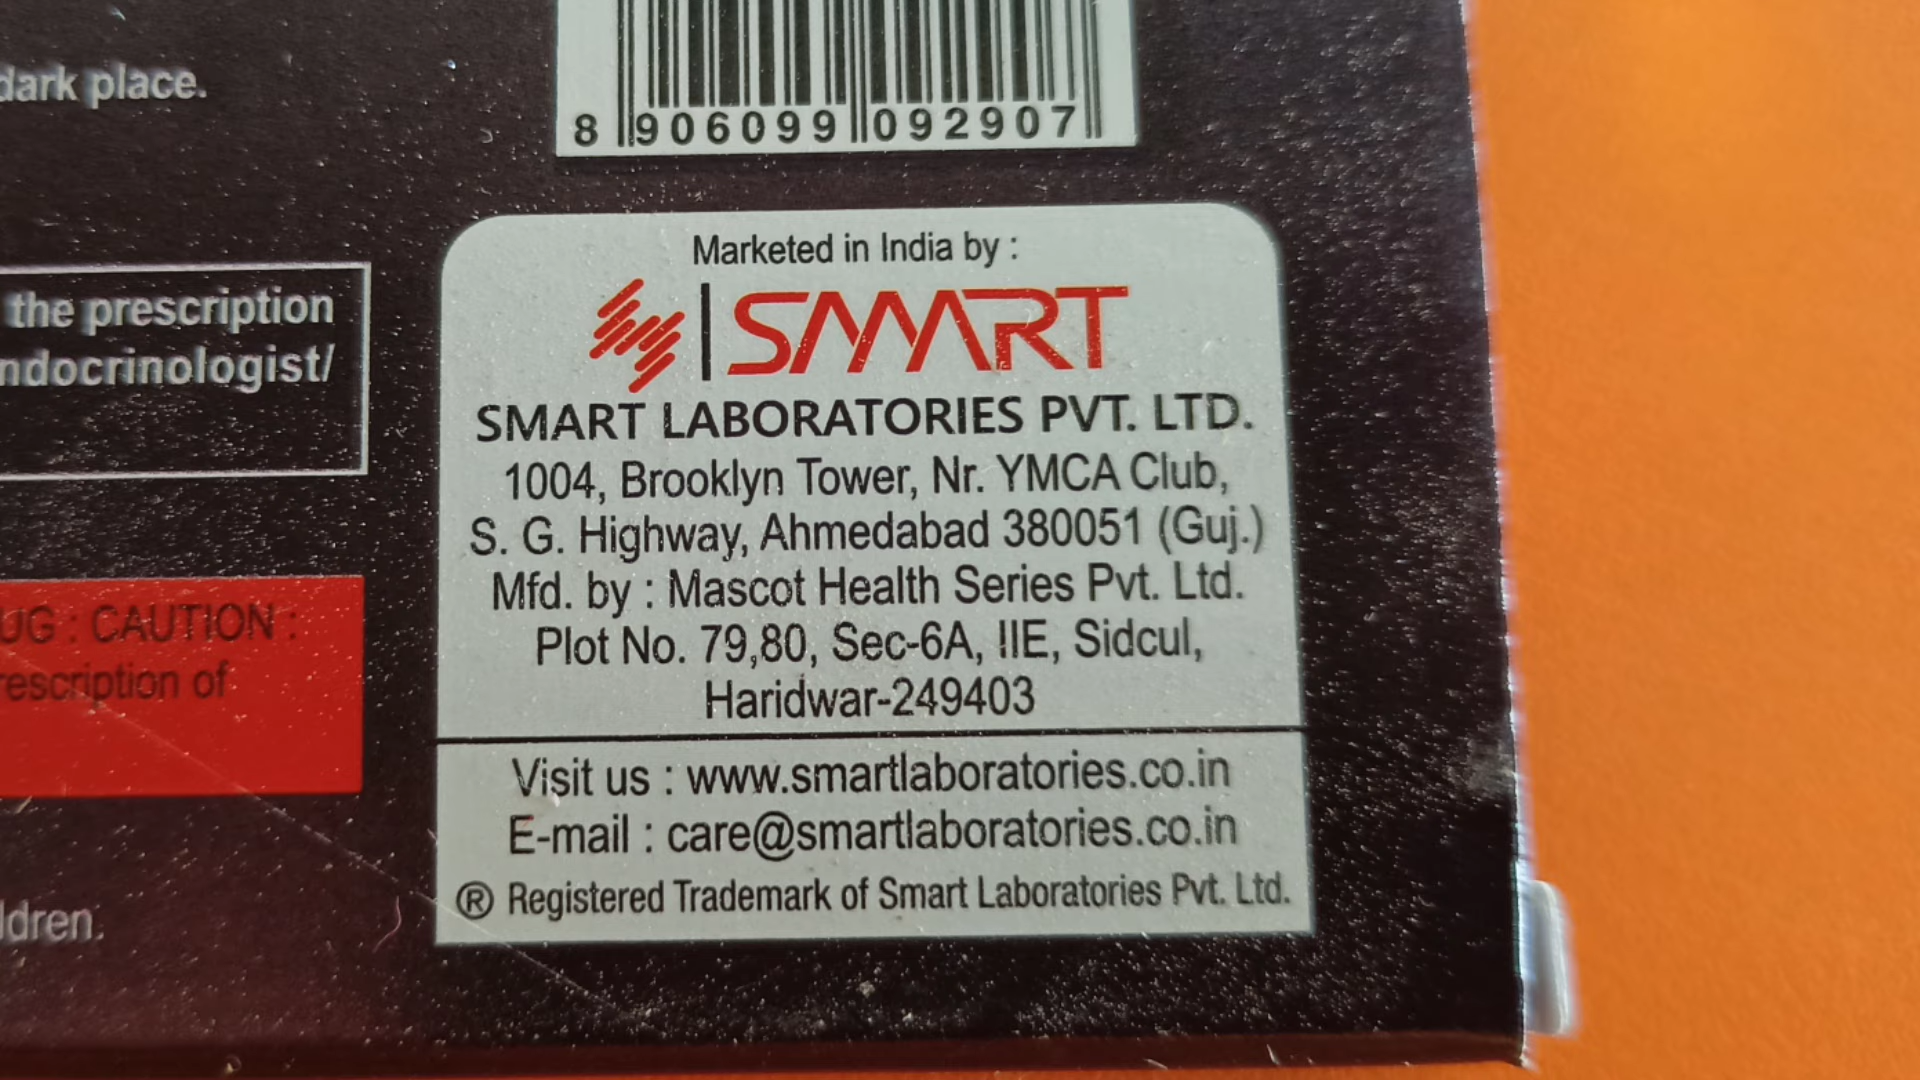 dark place.
8 906099 092907
the prescription
ndocrinologist/
UG : CAUTION :
rescription of
ldren.
Marketed in India by :
SMART
SMART LABORATORIES PVT. LTD.
1004, Brooklyn Tower, Nr. YMCA Club,
S. G. Highway, Ahmedabad 380051 (Guj.)
Mfd. by : Mascot Health Series Pvt. Ltd.
Plot No. 79,80, Sec-6A, IIE, Sidcul,
Haridwar-249403
Visit us : www.smartlaboratories.co.in
E-mail : care@smartlaboratories.co.in
® Registered Trademark of Smart Laboratories Pvt. Ltd.